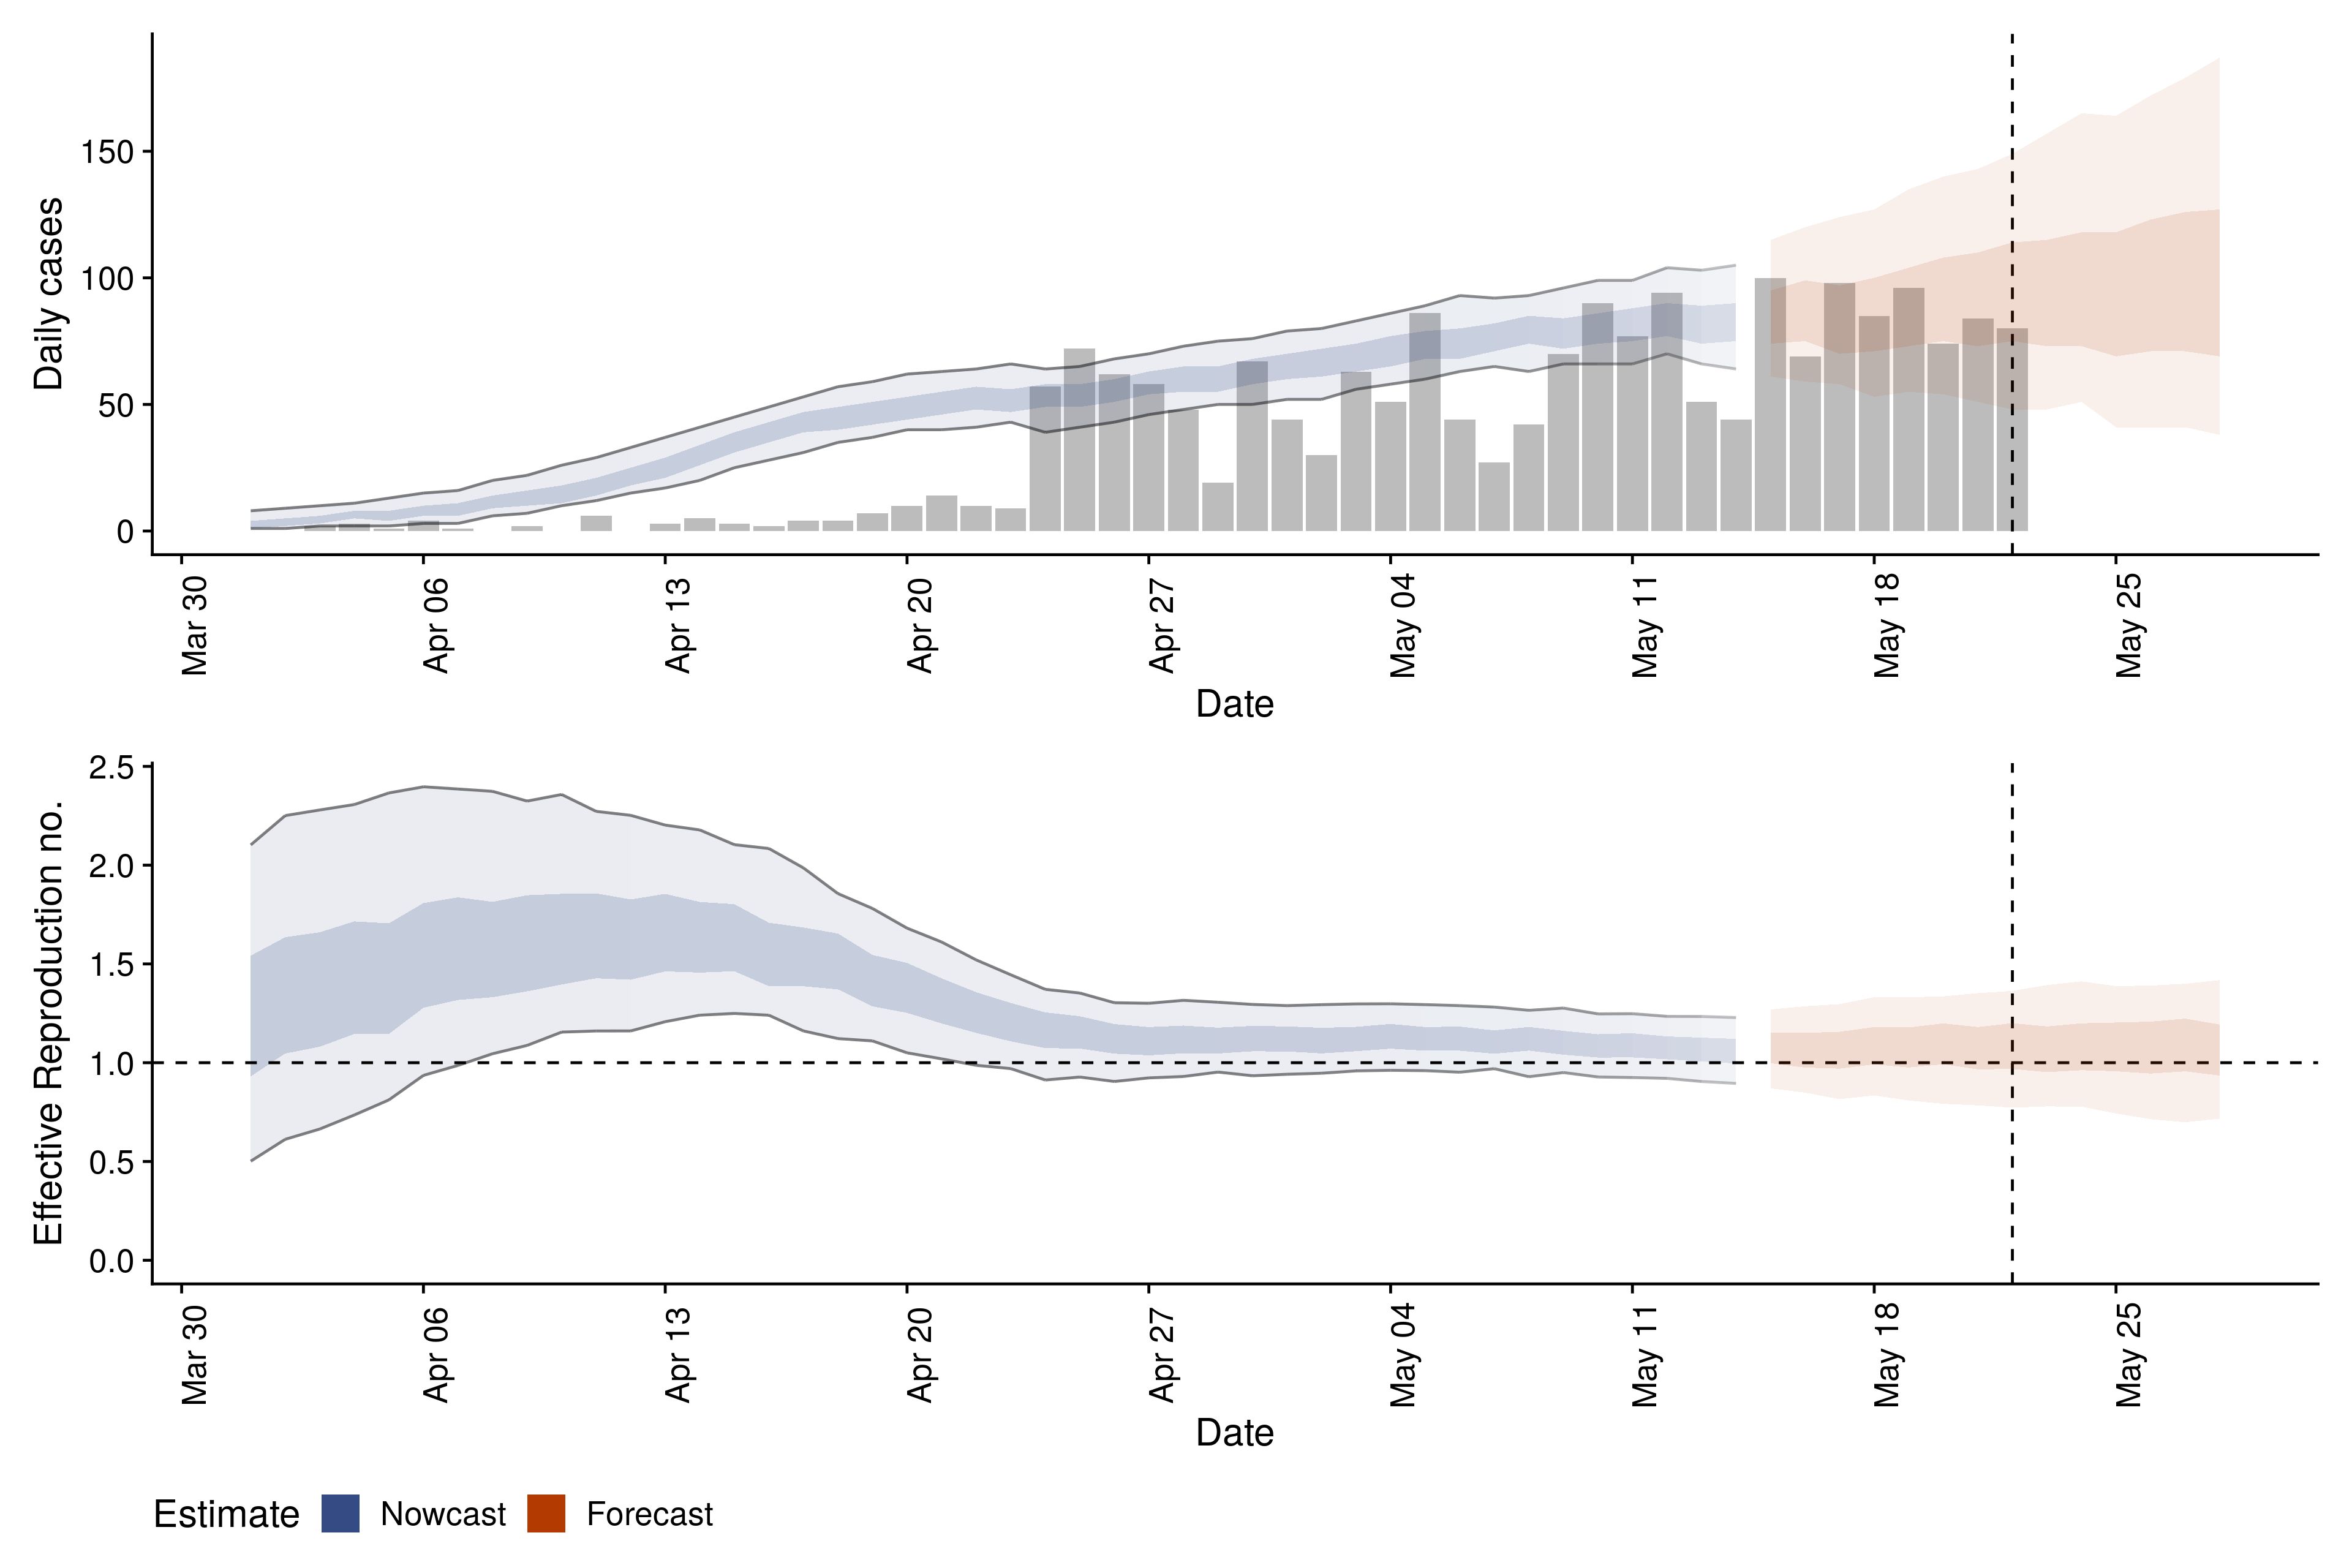 Daily cases
150
100
50
0
Mar 30
Apr 06
Apr 13
Apr 20
Apr 27
May 04
May 11
May 18
May 25
Date
Effective Reproduction no.
2.5
2.0
1.5
1.0
0.5
0.0
Mar 30
Apr 06
Apr 13
Apr 20
Apr 27
May 04
May 11
May 18
May 25
Date
Estimate Nowcast Forecast